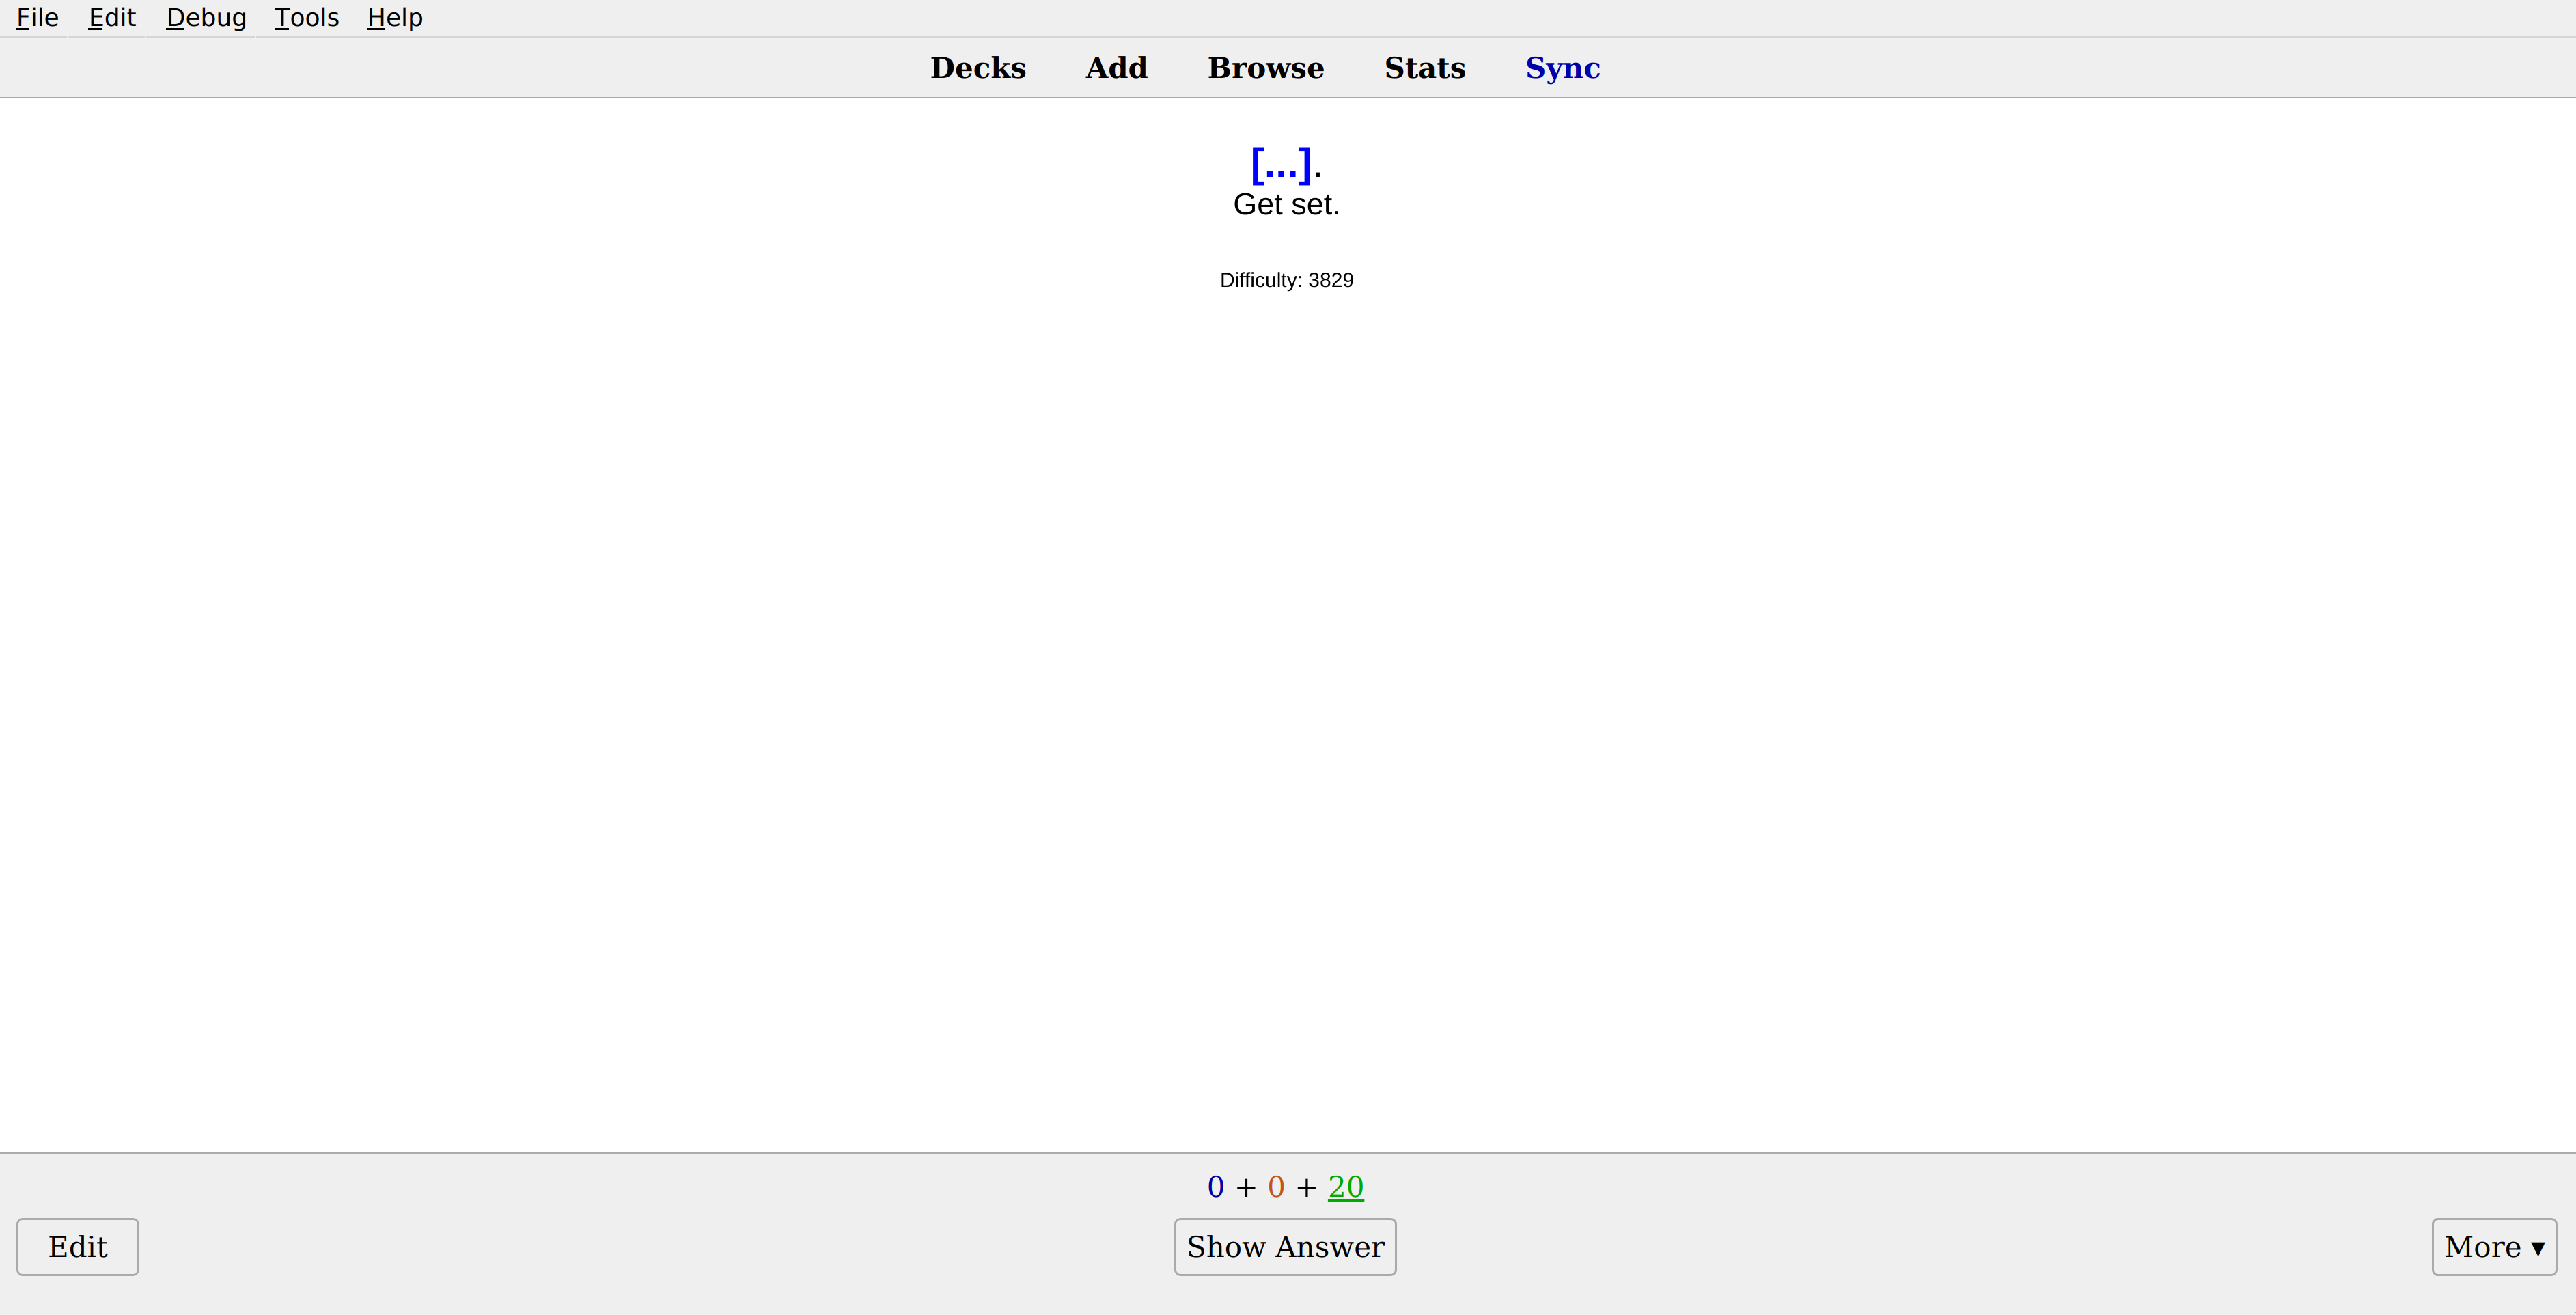 File Edit Debug Tools Help
Decks Add Browse Stats Sync
[...].
Get set.
Difficulty: 3829
0 + 0 + 20
Edit Show Answer More ▾